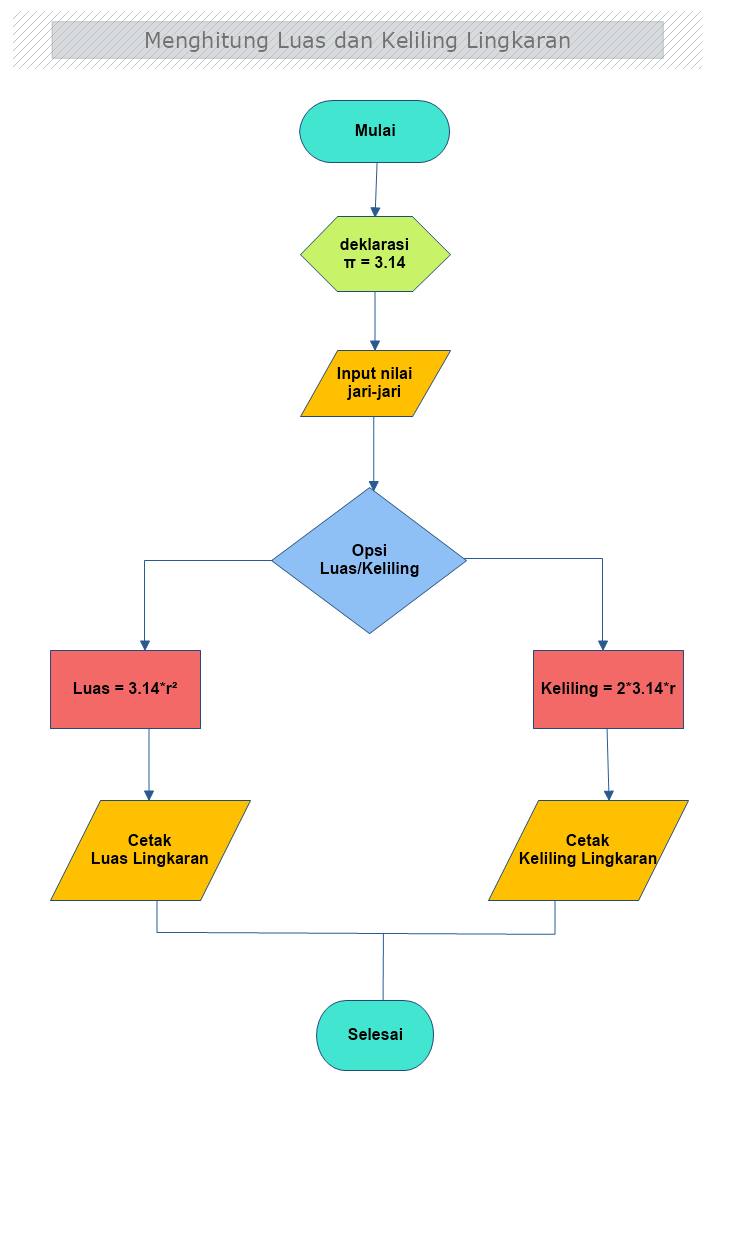 Menghitung Luas dan Keliling Lingkaran
Mulai
deklarasi
π = 3.14
Input nilai
jari-jari
Opsi
Luas/Keliling
Luas = 3.14*r²
Keliling = 2*3.14*r
Cetak
Luas Lingkaran
Cetak
Keliling Lingkaran
Selesai